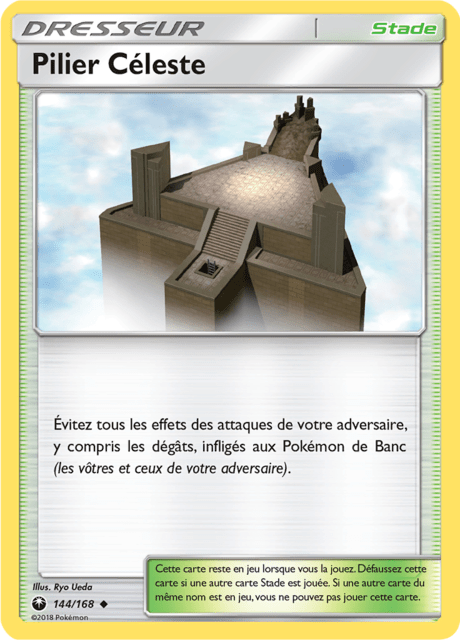 DRESSEUR
Stade
Pilier Céleste
Évitez tous les effets des attaques de votre adversaire,
y compris les dégâts, infligés aux Pokémon de Banc
(les vôtres et ceux de votre adversaire).
Cette carte reste en jeu lorsque vous la jouez. Défaussez cette
carte si une autre carte Stade est jouée. Si une autre carte du
même nom est en jeu, vous ne pouvez pas jouer cette carte.
Illus. Ryo Ueda
144/168
©2018 Pokémon